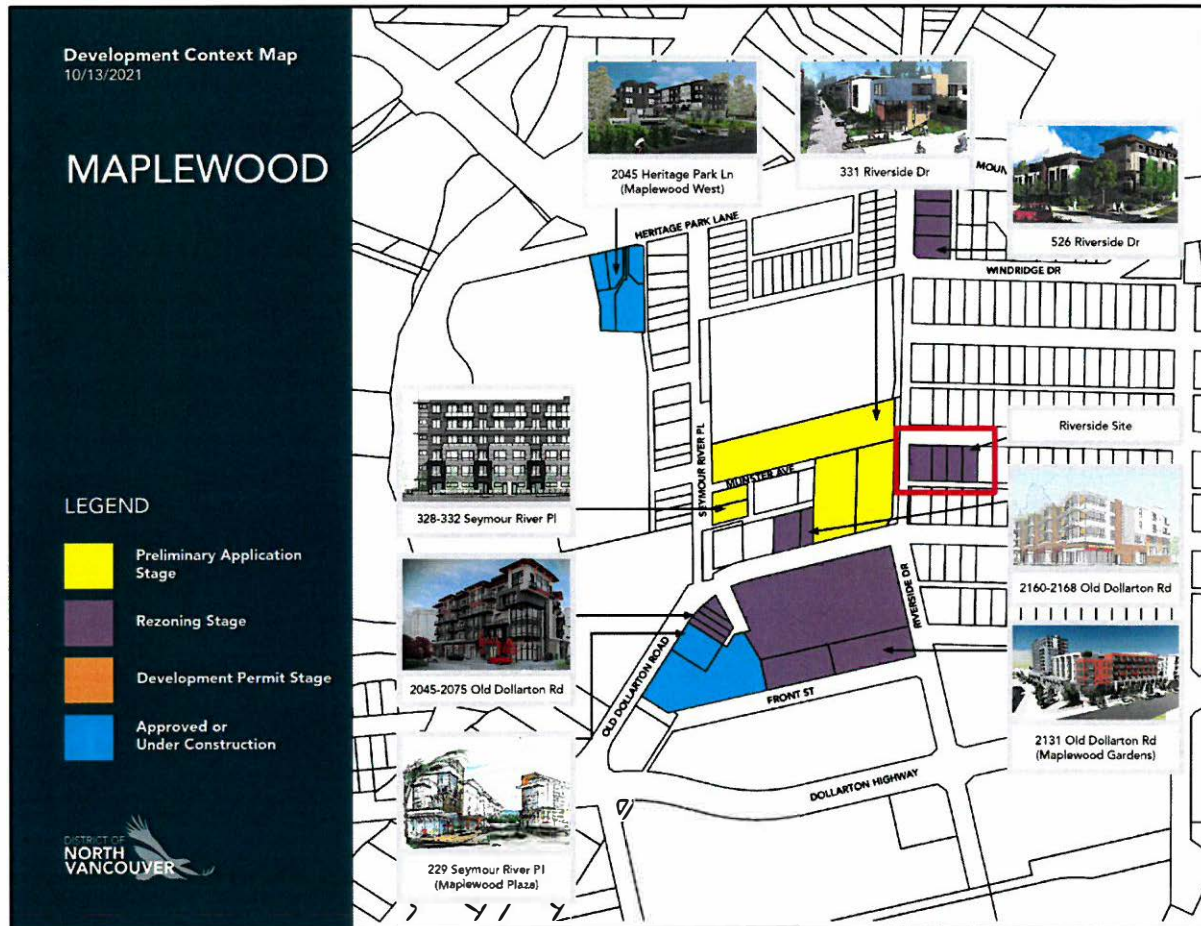 Development Context Map
10/13/2021
MAPLEWOOD
LEGEND
Preliminary Application
Stage
Rezoning Stage
Development Permit Stage
Approved or
Under Construction
DISTRICT OF
NORTH
VANCOUVER
2045 Heritage Park Ln
(Maplewood West)
331 Riverside Dr
526 Riverside Dr
MOUN
HERITAGE PARK LANE
WINDRIDGE DR
Riverside Site
SEYMOUR RIVER PL
MUNSTER AVE
328-332 Seymour River Pl
2160-2168 Old Dollarton Rd
RIVERSIDE DR
2045-2075 Old Dollarton Rd
OLD DOLLARTON ROAD
FRONT ST
2131 Old Dollarton Rd
(Maplewood Gardens)
DOLLARTON HIGHWAY
229 Seymour River Pl
(Maplewood Plaza)